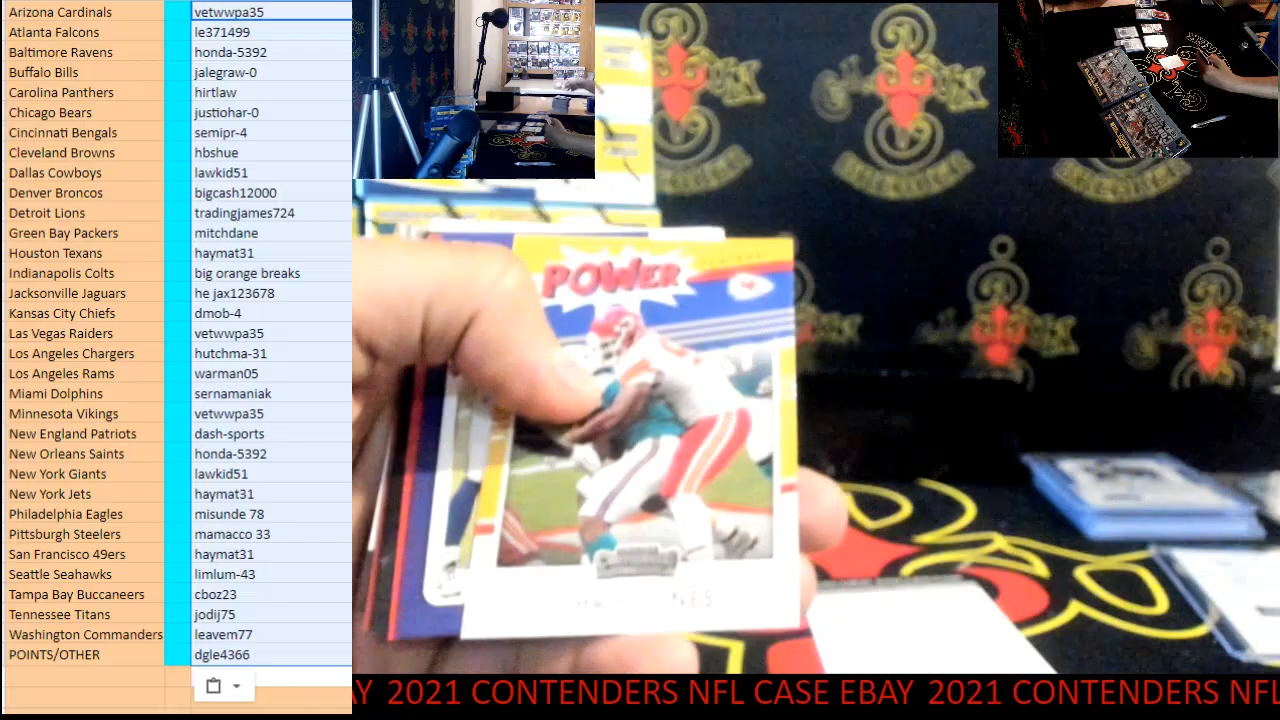 Arizona Cardinals vetwwpa35
Atlanta Falcons le371499
Baltimore Ravens honda-5392
Buffalo Bills jalegraw-0
Carolina Panthers hirtlaw
Chicago Bears justiohar-0
Cincinnati Bengals semipr-4
Cleveland Browns hbshue
Dallas Cowboys lawkid51
Denver Broncos bigcash12000
Detroit Lions tradingjames724
Green Bay Packers mitchdane
Houston Texans haymat31
Indianapolis Colts big orange breaks
Jacksonville Jaguars he jax123678
Kansas City Chiefs dmob-4
Las Vegas Raiders vetwwpa35
Los Angeles Chargers hutchma-31
Los Angeles Rams warman05
Miami Dolphins sernamaniak
Minnesota Vikings vetwwpa35
New England Patriots dash-sports
New Orleans Saints honda-5392
New York Giants lawkid51
New York Jets haymat31
Philadelphia Eagles misunde 78
Pittsburgh Steelers mamacco 33
San Francisco 49ers haymat31
Seattle Seahawks limlum-43
Tampa Bay Buccaneers cboz23
Tennessee Titans jodij75
Washington Commanders leavem77
POINTS/OTHER dgle4366
POWER
AY 2021 CONTENDERS NFL CASE EBAY 2021 CONTENDERS NFL